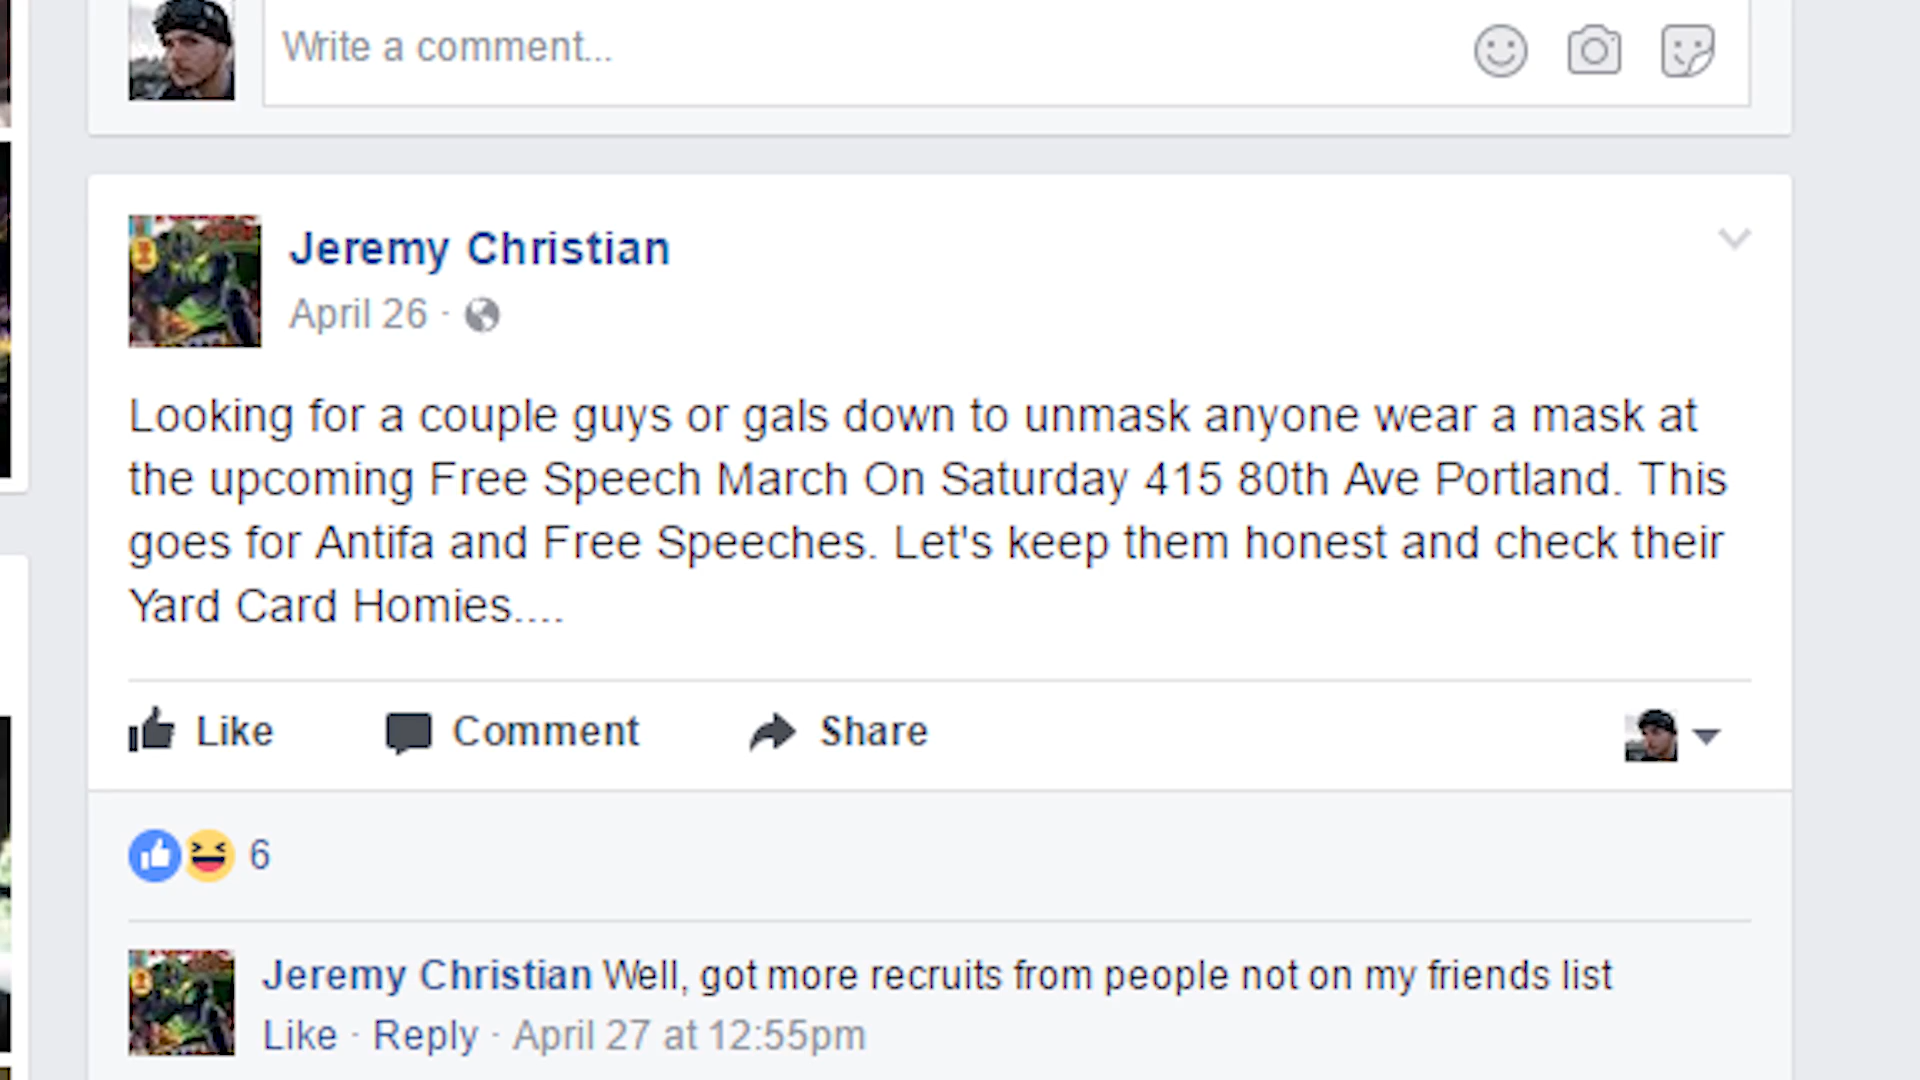 Write a comment...
Jeremy Christian
April 26 ·
Looking for a couple guys or gals down to unmask anyone wear a mask at
the upcoming Free Speech March On Saturday 415 80th Ave Portland. This
goes for Antifa and Free Speeches. Let's keep them honest and check their
Yard Card Homies....
Like Comment Share
6
Jeremy Christian Well, got more recruits from people not on my friends list
Like · Reply · April 27 at 12:55pm